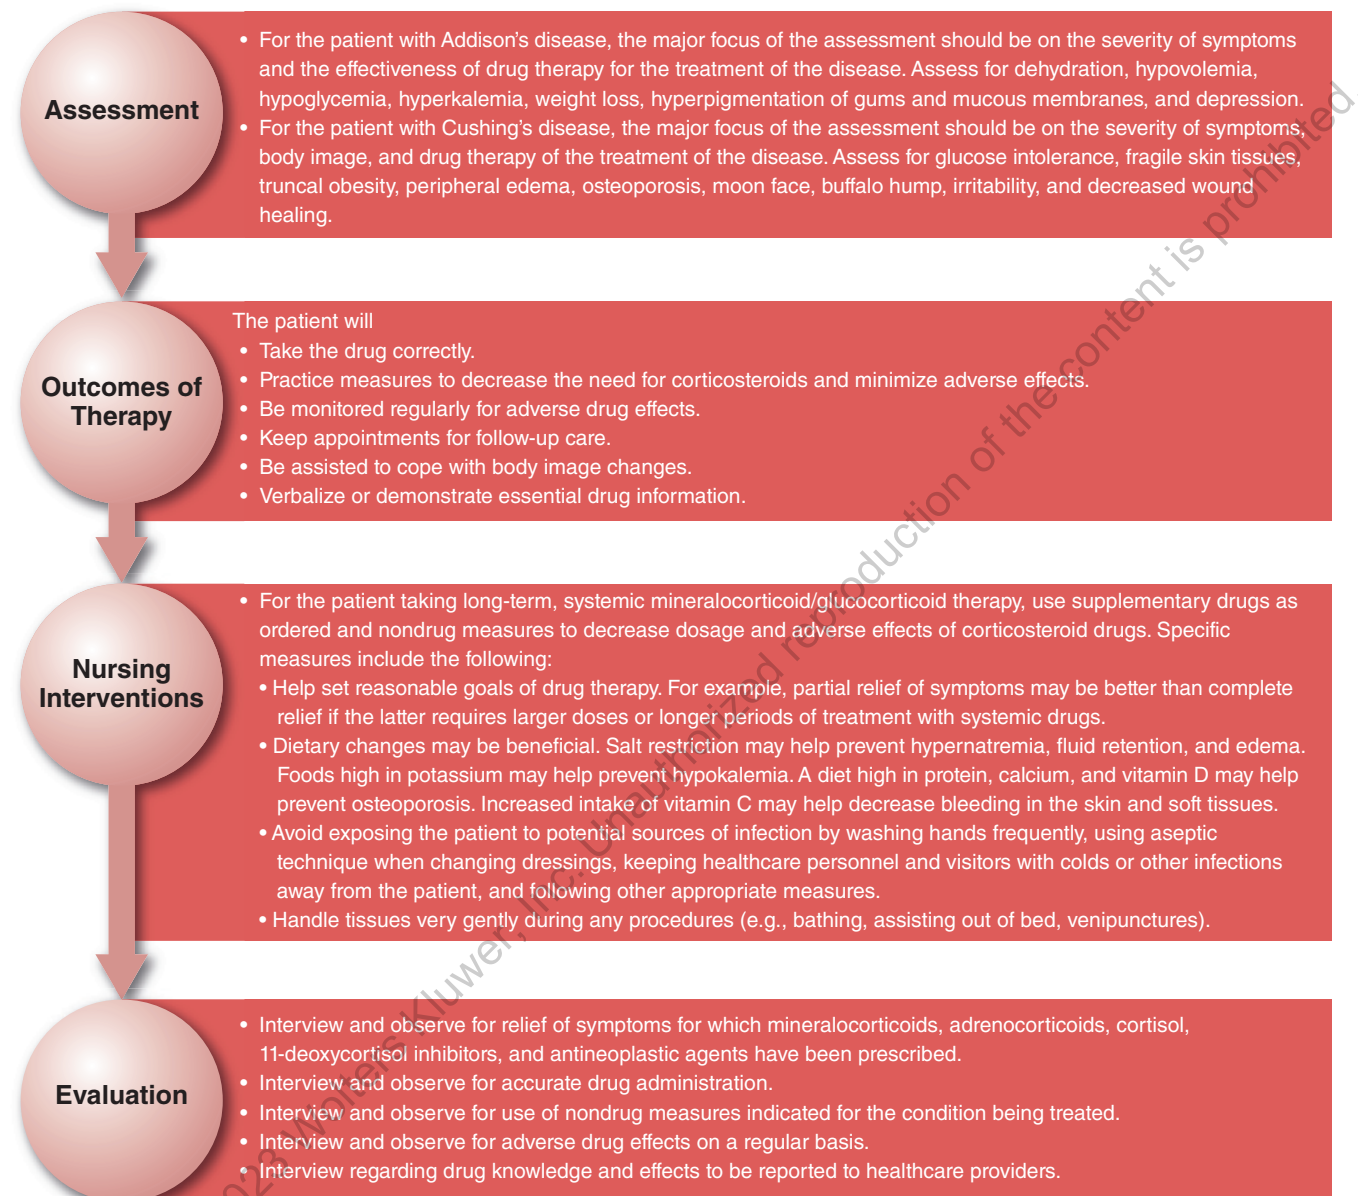 Assessment
• For the patient with Addison’s disease, the major focus of the assessment should be on the severity of symptoms
and the effectiveness of drug therapy for the treatment of the disease. Assess for dehydration, hypovolemia,
hypoglycemia, hyperkalemia, weight loss, hyperpigmentation of gums and mucous membranes, and depression.
• For the patient with Cushing’s disease, the major focus of the assessment should be on the severity of symptoms,
body image, and drug therapy of the treatment of the disease. Assess for glucose intolerance, fragile skin tissues,
truncal obesity, peripheral edema, osteoporosis, moon face, buffalo hump, irritability, and decreased wound
healing.
Outcomes of
Therapy
The patient will
• Take the drug correctly.
• Practice measures to decrease the need for corticosteroids and minimize adverse effects.
• Be monitored regularly for adverse drug effects.
• Keep appointments for follow-up care.
• Be assisted to cope with body image changes.
• Verbalize or demonstrate essential drug information.
Nursing
Interventions
• For the patient taking long-term, systemic mineralocorticoid/glucocorticoid therapy, use supplementary drugs as
ordered and nondrug measures to decrease dosage and adverse effects of corticosteroid drugs. Specific
measures include the following:
• Help set reasonable goals of drug therapy. For example, partial relief of symptoms may be better than complete
relief if the latter requires larger doses or longer periods of treatment with systemic drugs.
• Dietary changes may be beneficial. Salt restriction may help prevent hypernatremia, fluid retention, and edema.
Foods high in potassium may help prevent hypokalemia. A diet high in protein, calcium, and vitamin D may help
prevent osteoporosis. Increased intake of vitamin C may help decrease bleeding in the skin and soft tissues.
• Avoid exposing the patient to potential sources of infection by washing hands frequently, using aseptic
technique when changing dressings, keeping healthcare personnel and visitors with colds or other infections
away from the patient, and following other appropriate measures.
• Handle tissues very gently during any procedures (e.g., bathing, assisting out of bed, venipunctures).
Evaluation
• Interview and observe for relief of symptoms for which mineralocorticoids, adrenocorticoids, cortisol,
11-deoxycortisol inhibitors, and antineoplastic agents have been prescribed.
• Interview and observe for accurate drug administration.
• Interview and observe for use of nondrug measures indicated for the condition being treated.
• Interview and observe for adverse drug effects on a regular basis.
• Interview regarding drug knowledge and effects to be reported to healthcare providers.
Wolters Kluwer, Inc. Unauthorized reproduction of the content is prohibited